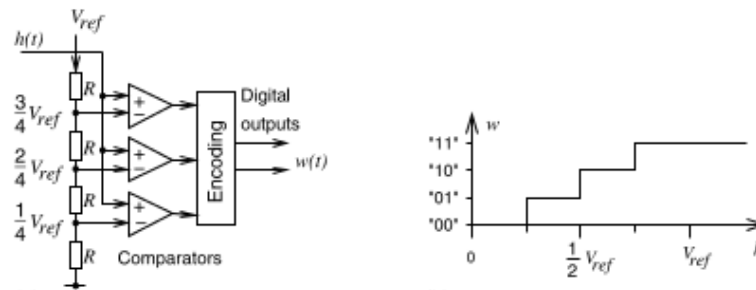 V_ref
h(t)
R
3/4 V_ref
+
−
R
2/4 V_ref
+
−
R
1/4 V_ref
+
−
R
Comparators
Encoding
Digital
outputs
w(t)
w
"11"
"10"
"01"
"00"
0
1/2 V_ref
V_ref